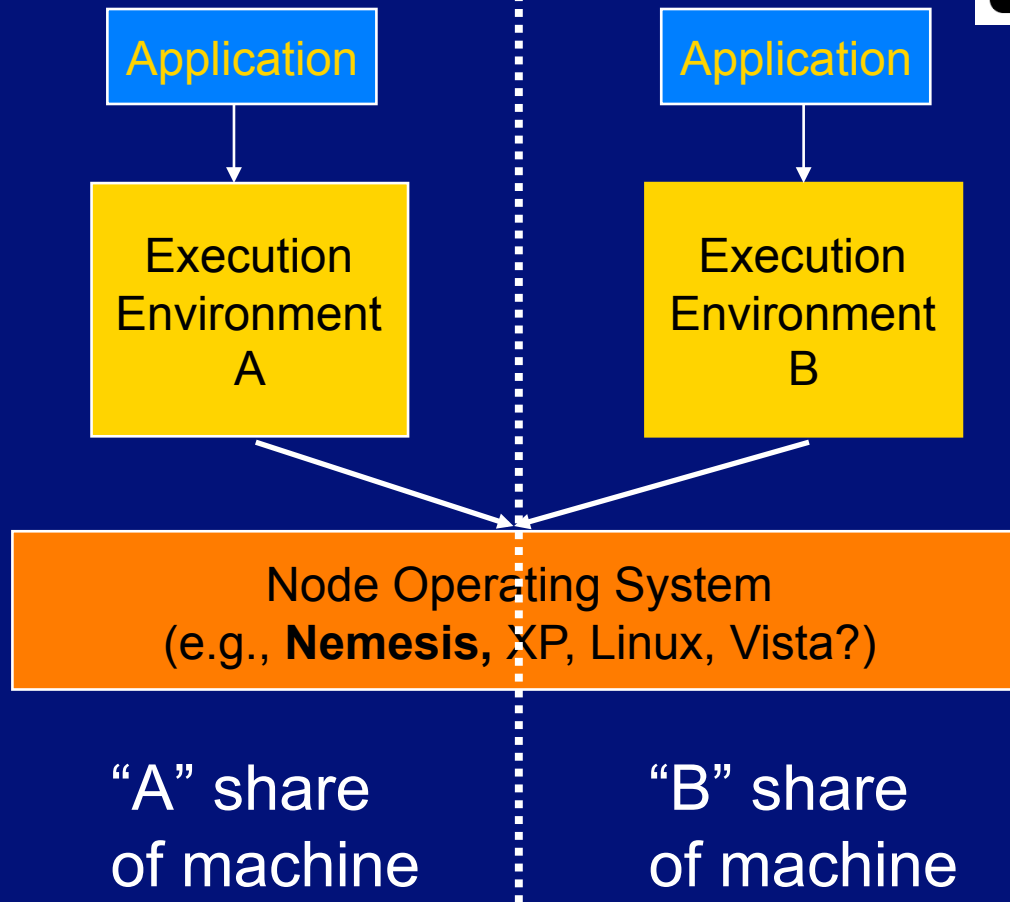 Application
Application
Execution
Environment
A
Execution
Environment
B
Node Operating System
(e.g., Nemesis, XP, Linux, Vista?)
“A” share
of machine
“B” share
of machine